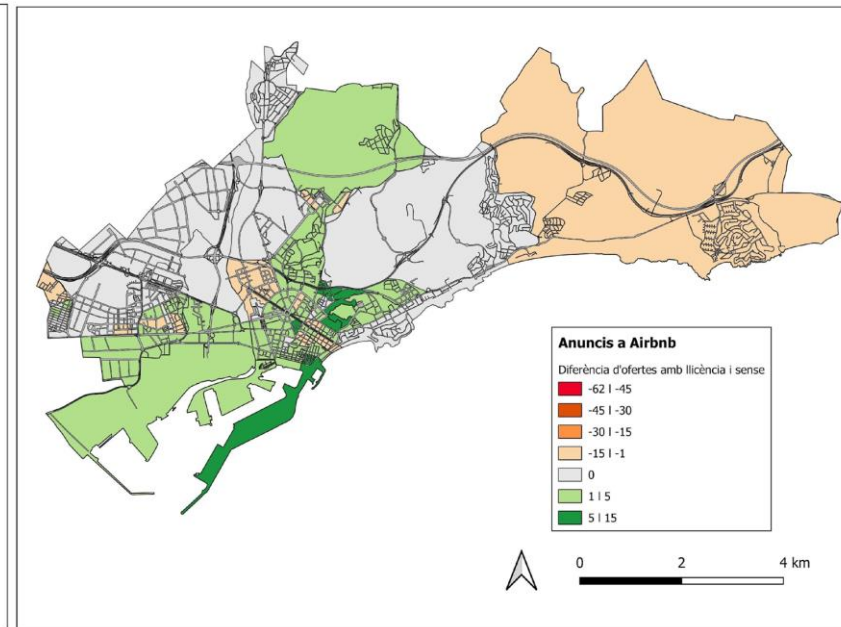 Anuncis a Airbnb
Diferència d'ofertes amb llicència i sense
-62 I -45
-45 I -30
-30 I -15
-15 I -1
0
1 I 5
5 I 15
0 2 4 km